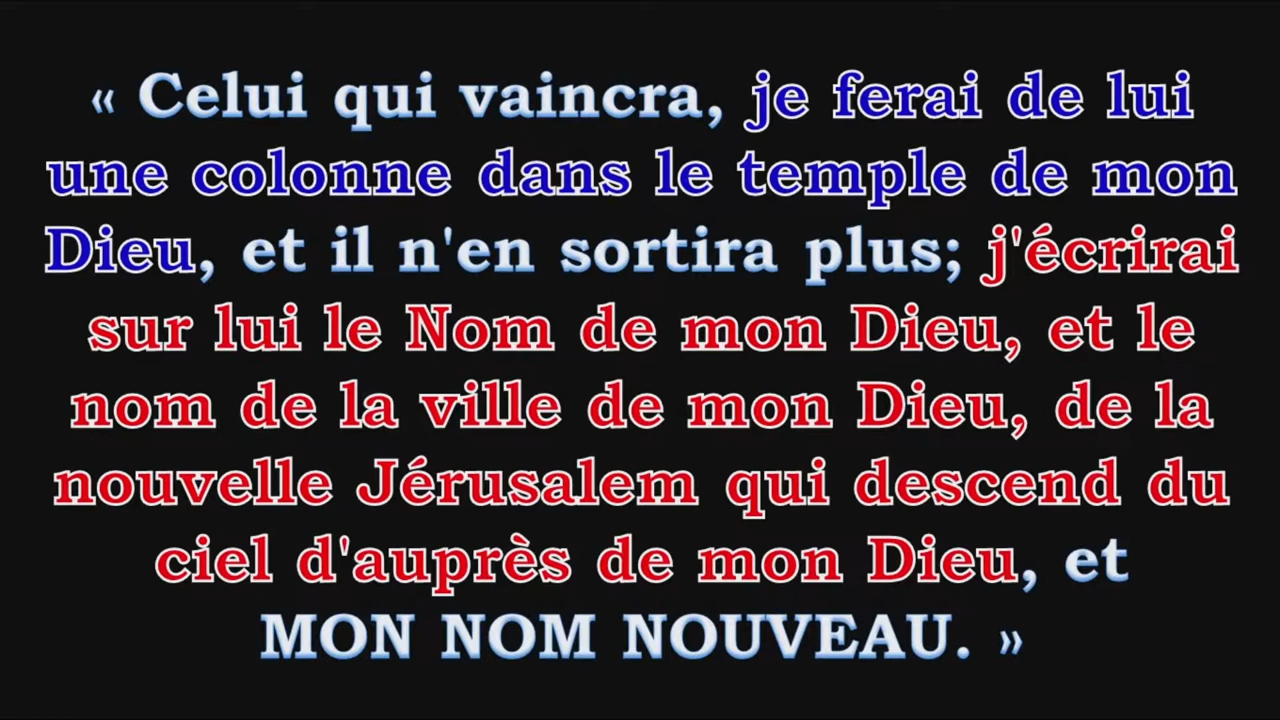 « Celui qui vaincra, je ferai de lui
une colonne dans le temple de mon
Dieu, et il n'en sortira plus; j'écrirai
sur lui le Nom de mon Dieu, et le
nom de la ville de mon Dieu, de la
nouvelle Jérusalem qui descend du
ciel d'auprès de mon Dieu, et
MON NOM NOUVEAU. »